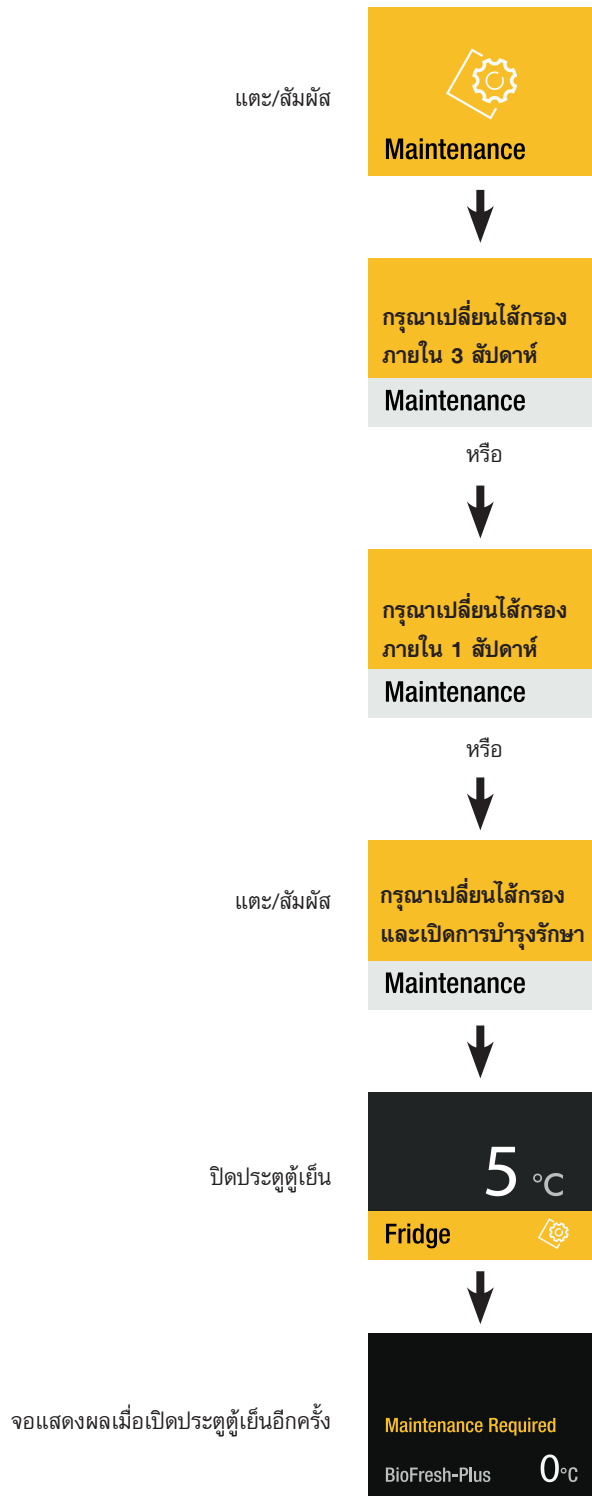 แตะ/สัมผัส
Maintenance
กรุณาเปลี่ยนไส้กรอง
ภายใน 3 สัปดาห์
Maintenance
หรือ
กรุณาเปลี่ยนไส้กรอง
ภายใน 1 สัปดาห์
Maintenance
หรือ
แตะ/สัมผัส
กรุณาเปลี่ยนไส้กรอง
และเปิดการบำรุงรักษา
Maintenance
ปิดประตูตู้เย็น
5 °C
Fridge
จอแสดงผลเมื่อเปิดประตูตู้เย็นอีกครั้ง
Maintenance Required
BioFresh-Plus 0°C